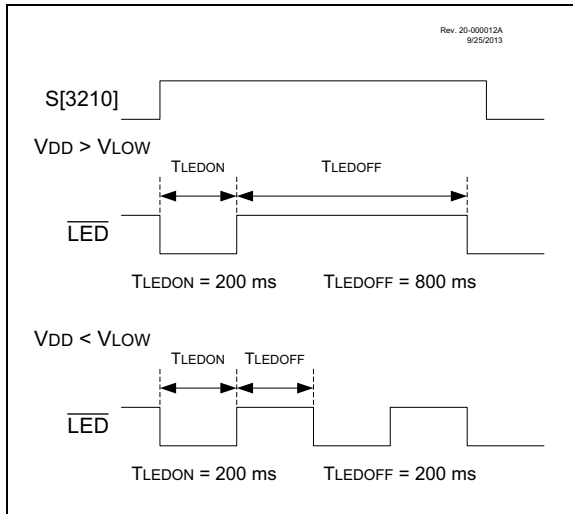 Rev. 20-000012A
9/25/2013
S[3210]
VDD > VLOW
TLEDON TLEDOFF
LED
TLEDON = 200 ms TLEDOFF = 800 ms
VDD < VLOW
TLEDON TLEDOFF
LED
TLEDON = 200 ms TLEDOFF = 200 ms